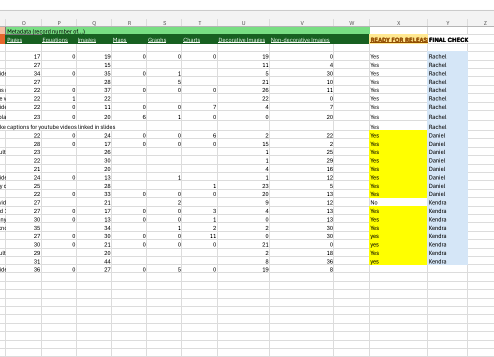 O P Q R S T U V W X Y Z
Metadata (record number of...)
Pages Equations Images Maps Graphs Charts Decorative Images Non-decorative Images READY FOR RELEAS FINAL CHECK
17 0 19 0 0 0 19 0 Yes Rachel
27 15 11 4 Yes Rachel
34 0 35 0 1 5 30 Yes Rachel
27 28 5 21 10 Yes Rachel
22 0 37 0 0 0 26 11 Yes Rachel
22 1 22 22 0 Yes Rachel
22 0 11 0 0 7 4 7 Yes Rachel
23 0 20 6 1 0 0 20 Yes Rachel
ke captions for youtube videos linked in slides Yes Rachel
22 0 24 0 0 6 2 22 Yes Daniel
28 0 17 0 0 0 15 2 Yes Daniel
23 26 1 25 Yes Daniel
22 30 1 29 Yes Daniel
21 20 4 16 Yes Daniel
24 0 13 1 1 12 Yes Daniel
25 28 1 23 5 Yes Daniel
22 0 33 0 0 0 20 13 Yes Daniel
27 21 2 9 12 No Kendra
27 0 17 0 0 3 4 13 Yes Kendra
30 0 13 0 0 1 0 13 Yes Kendra
35 34 1 2 2 30 Yes Kendra
27 0 30 0 0 11 0 30 yes Kendra
30 0 21 0 0 0 21 0 yes Kendra
29 20 2 18 Yes Kendra
31 44 8 36 yes Kendra
36 0 27 0 5 0 19 8